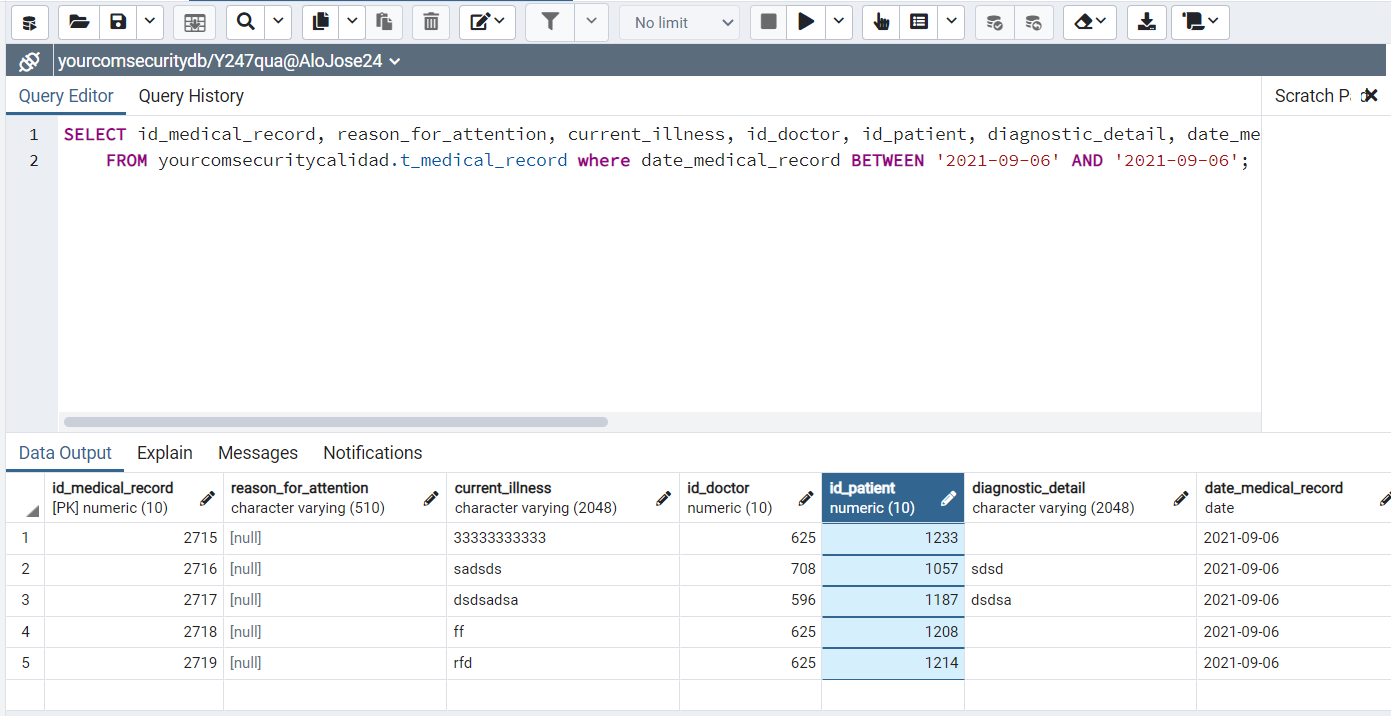 No limit
yourcomsecuritydb/Y247qua@AloJose24
Query Editor Query History Scratch
1 SELECT id_medical_record, reason_for_attention, current_illness, id_doctor, id_patient, diagnostic_detail, date_me
2 FROM yourcomsecuritycalidad.t_medical_record where date_medical_record BETWEEN '2021-09-06' AND '2021-09-06';
Data Output Explain Messages Notifications
id_medical_record reason_for_attention current_illness id_doctor id_patient diagnostic_detail date_medical_record
[PK] numeric (10) character varying (510) character varying (2048) numeric (10) numeric (10) character varying (2048) date
1 2715 [null] 33333333333 625 1233 2021-09-06
2 2716 [null] sadsds 708 1057 sdsd 2021-09-06
3 2717 [null] dsdsadsa 596 1187 dsdsa 2021-09-06
4 2718 [null] ff 625 1208 2021-09-06
5 2719 [null] rfd 625 1214 2021-09-06